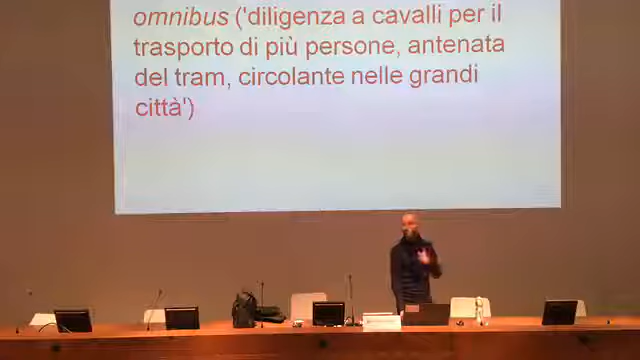 omnibus ('diligenza a cavalli per il
trasporto di più persone, antenata
del tram, circolante nelle grandi
città')